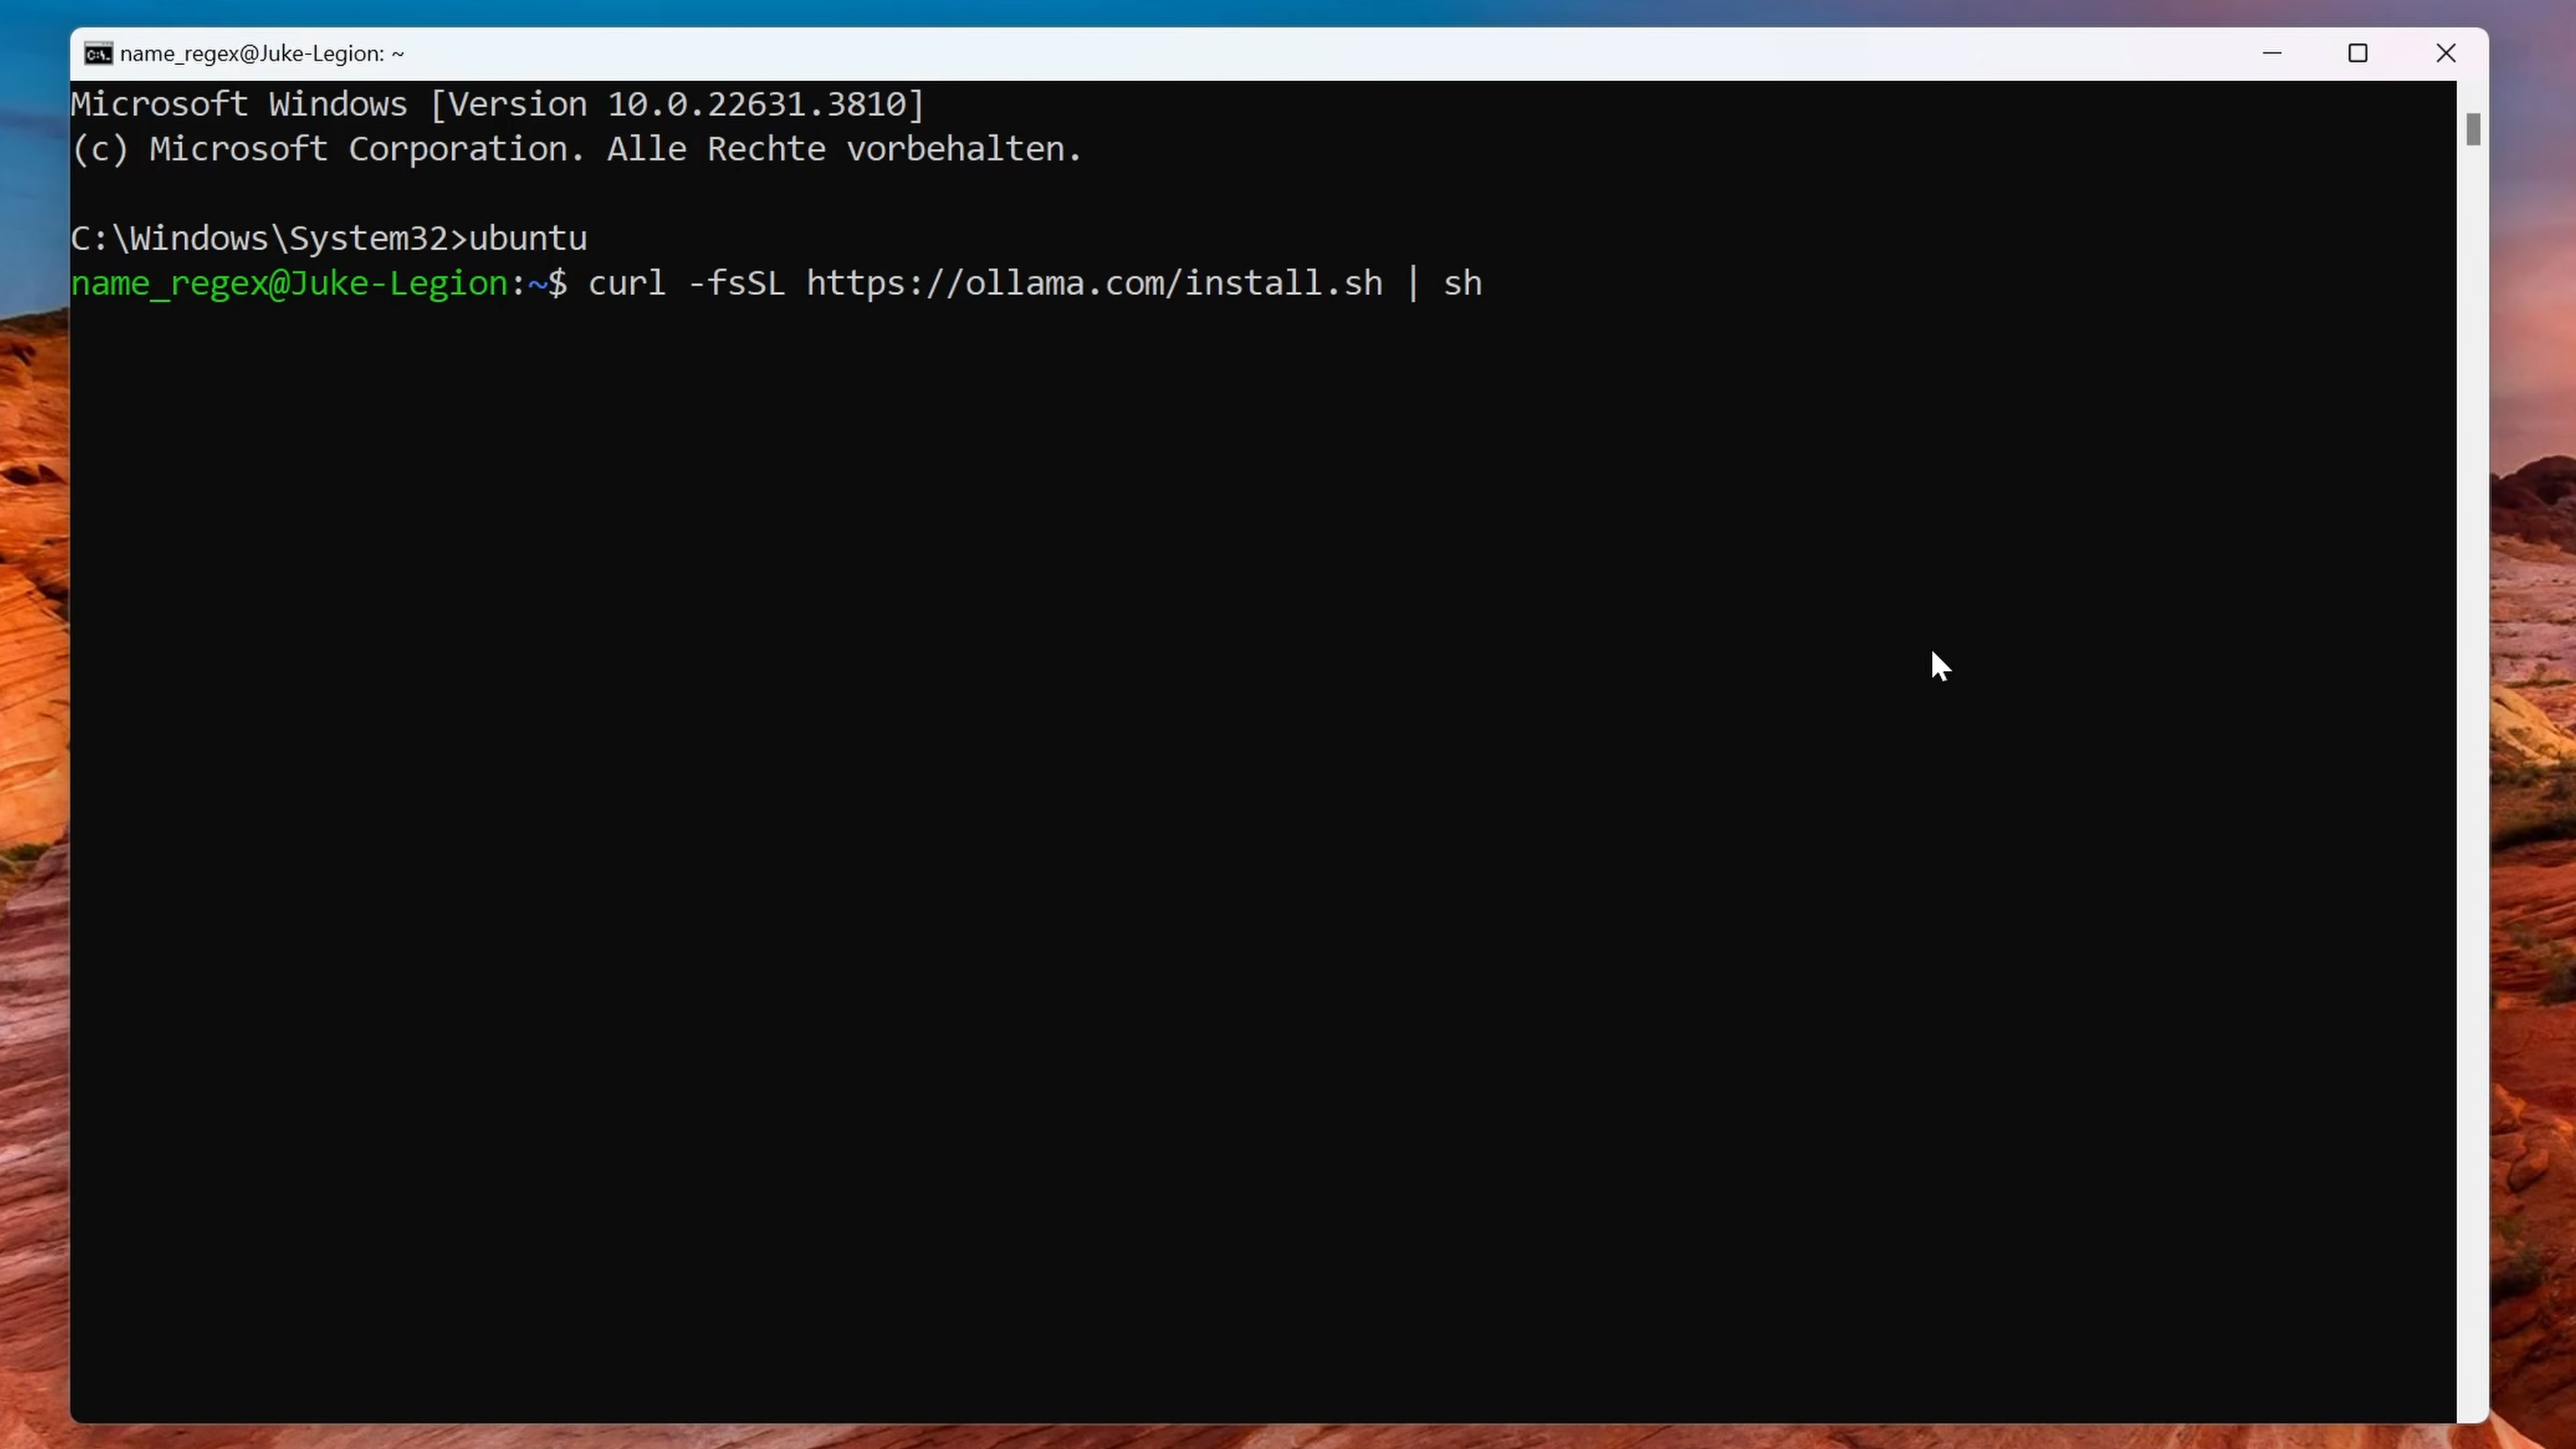 name_regex@Juke-Legion: ~
Microsoft Windows [Version 10.0.22631.3810]
(c) Microsoft Corporation. Alle Rechte vorbehalten.
C:\Windows\System32>ubuntu
name_regex@Juke-Legion:~$ curl -fsSL https://ollama.com/install.sh | sh